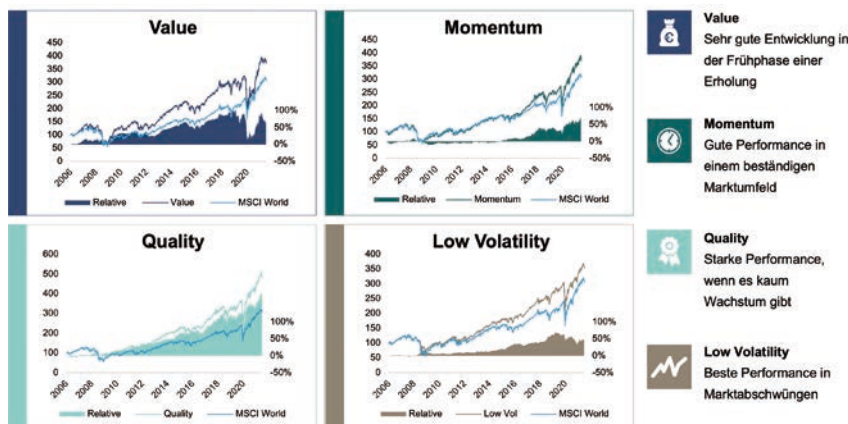 Value
450
400
350
300
250
200
150
100
50
0
100%
50%
0%
-50%
2006
2008
2010
2012
2014
2016
2018
2020
Relative
Value
MSCI World
Momentum
450
400
350
300
250
200
150
100
50
0
100%
50%
0%
-50%
2006
2008
2010
2012
2014
2016
2018
2020
Relative
Momentum
MSCI World
Quality
600
500
400
300
200
100
0
100%
50%
0%
-50%
2006
2008
2010
2012
2014
2016
2018
2020
Relative
Quality
MSCI World
Low Volatility
400
350
300
250
200
150
100
50
0
100%
50%
0%
-50%
2006
2008
2010
2012
2014
2016
2018
2020
Relative
Low Vol
MSCI World
€
Value
Sehr gute Entwicklung in
der Frühphase einer
Erholung
Momentum
Gute Performance in
einem beständigen
Marktumfeld
Quality
Starke Performance,
wenn es kaum
Wachstum gibt
Low Volatility
Beste Performance in
Marktabschwüngen